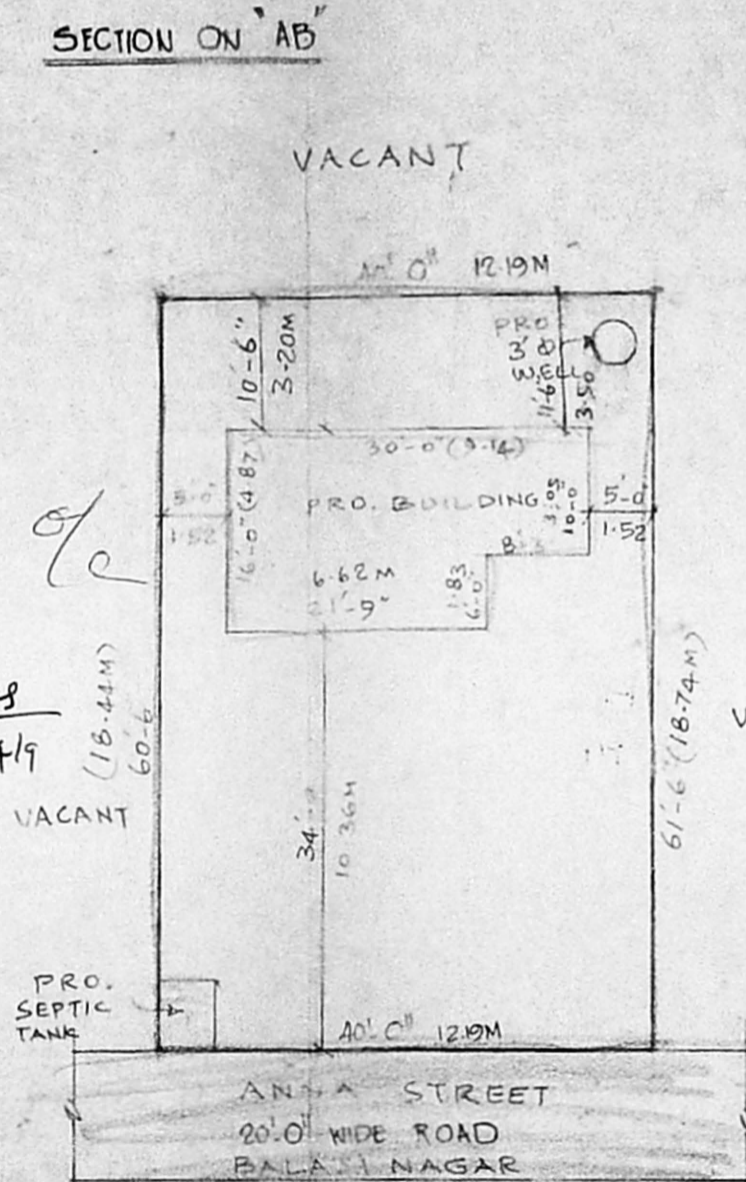 SECTION ON "AB"
VACANT
12.19M
10'-6"
3-20M
PRO
3' Ø
WELL
11'-6"
3.50
30'-0" (9.14)
5'-0"
1.52
16'-0" (4.87)
PRO. BUILDING
3.05
10-0
5'-0
1.52
6.62M
21'-9"
1.83
6'-0"
(18.44M)
60-6
VACANT
34'
10 36M
61'-6" (18.74M)
PRO.
SEPTIC
TANK
40'-0" 12.19M
STREET
20'.0" WIDE ROAD
NAGAR